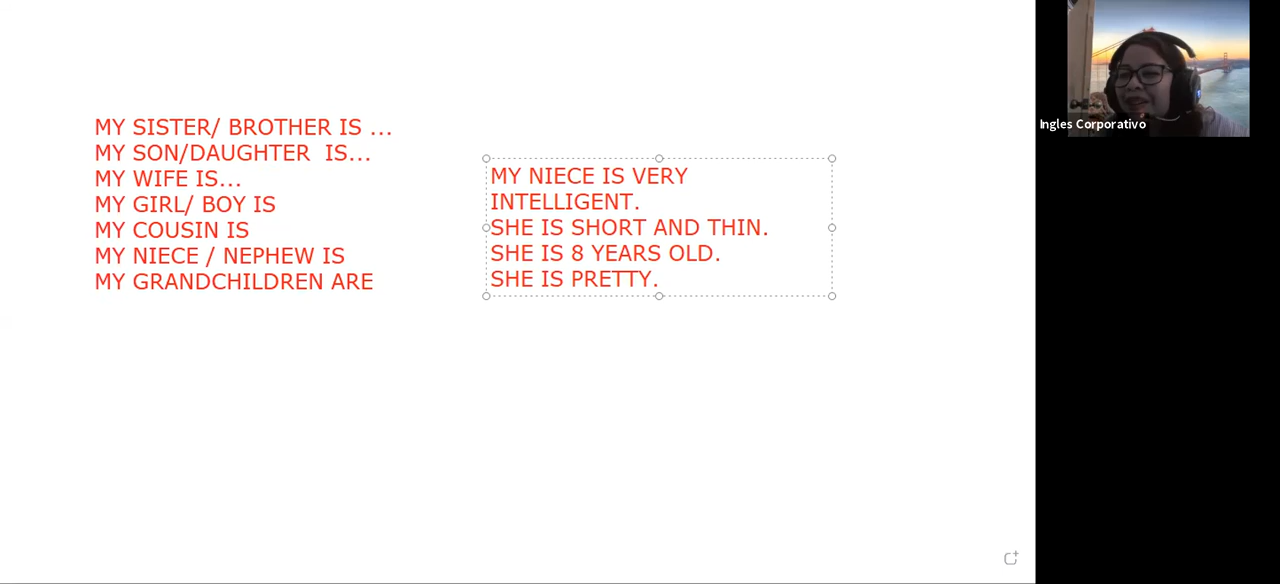 MY SISTER/ BROTHER IS ...
MY SON/DAUGHTER  IS...
MY WIFE IS...
MY GIRL/ BOY IS
MY COUSIN IS
MY NIECE / NEPHEW IS
MY GRANDCHILDREN ARE
MY NIECE IS VERY
INTELLIGENT.
SHE IS SHORT AND THIN.
SHE IS 8 YEARS OLD.
SHE IS PRETTY.
Ingles Corporativo